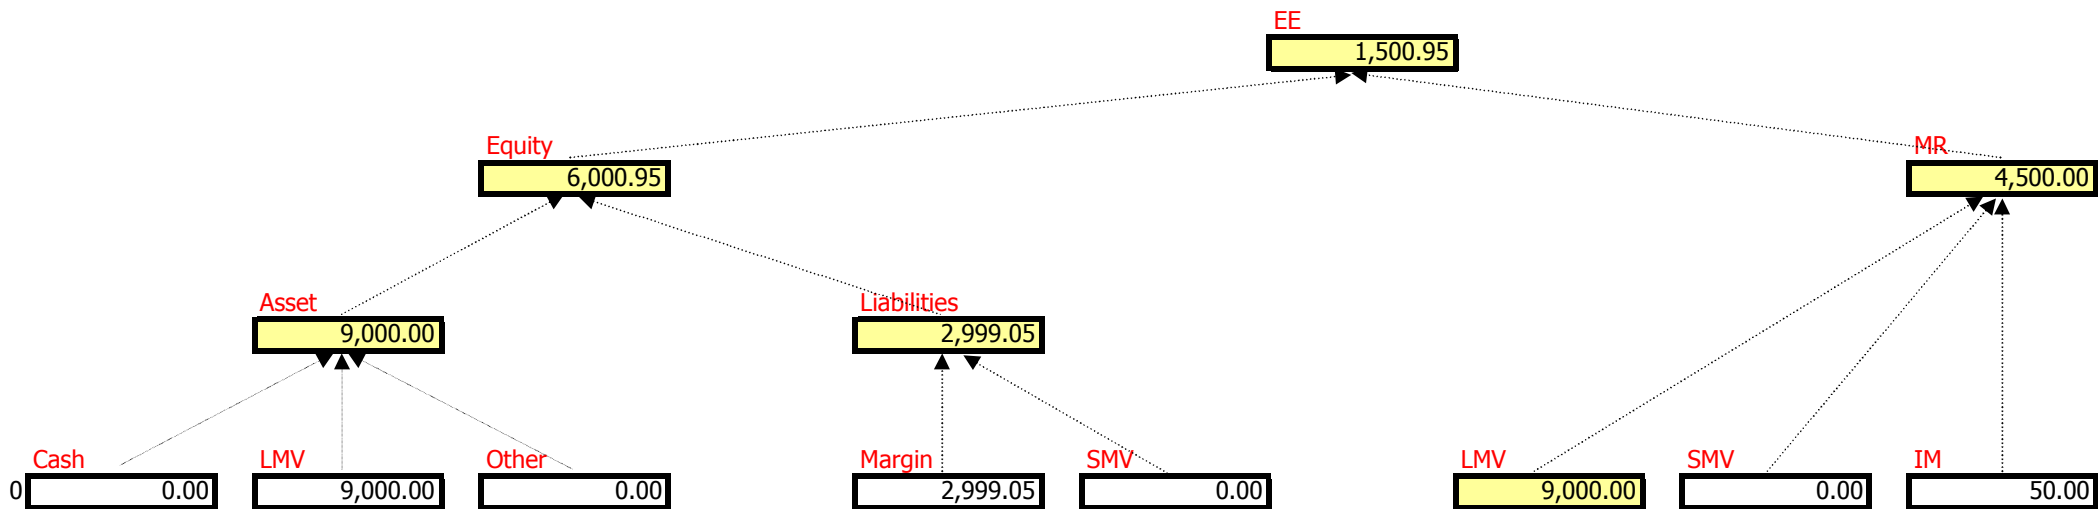 EE
1,500.95
Equity MR
6,000.95 4,500.00
Asset Liabilities
9,000.00 2,999.05
Cash LMV Other Margin SMV LMV SMV IM
0 0.00 9,000.00 0.00 2,999.05 0.00 9,000.00 0.00 50.00